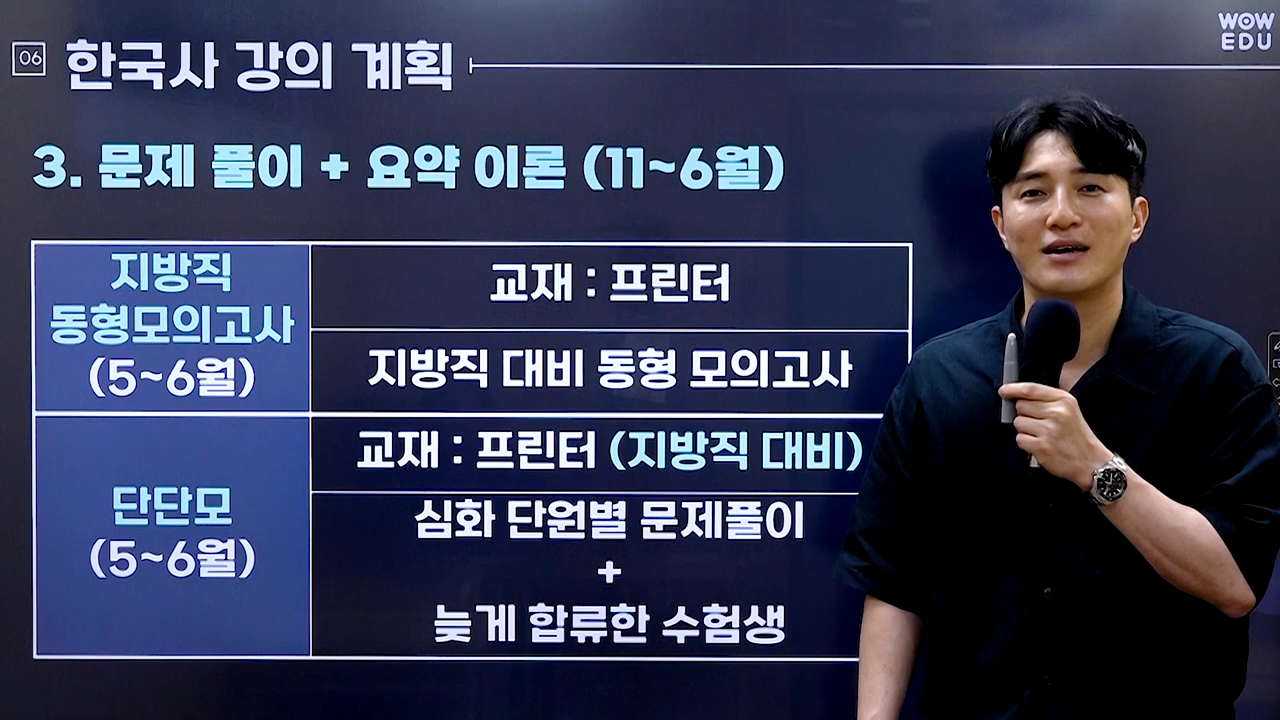 06 한국사 강의 계획
WOW
EDU
3. 문제 풀이 + 요약 이론 (11~6월)
지방직
동형모의고사
(5~6월)
교재 : 프린터
지방직 대비 동형 모의고사
단단모
(5~6월)
교재 : 프린터 (지방직 대비)
심화 단원별 문제풀이
+
늦게 합류한 수험생